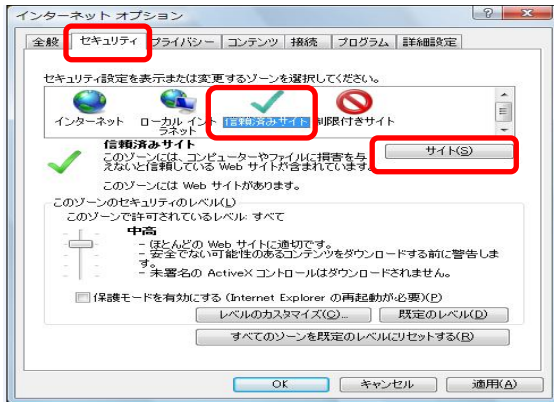 インターネット オプション
全般 セキュリティ プライバシー コンテンツ 接続 プログラム 詳細設定
セキュリティ設定を表示または変更するゾーンを選択してください。
インターネット ローカル イントラネット 信頼済みサイト 制限付きサイト
信頼済みサイト
サイト(S)
このゾーンには、コンピューターやファイルに損害を与
えないと信頼している Web サイトが含まれています。
このゾーンには Web サイトがあります。
このゾーンのセキュリティのレベル(L)
このゾーンで許可されているレベル: すべて
中高
- ほとんどの Web サイトに適切です。
- 安全でない可能性のあるコンテンツをダウンロードする前に警告しま
す。
- 未署名の ActiveX コントロールはダウンロードされません。
保護モードを有効にする (Internet Explorer の再起動が必要)(P)
レベルのカスタマイズ(C)... 既定のレベル(D)
すべてのゾーンを既定のレベルにリセットする(R)
OK キャンセル 適用(A)